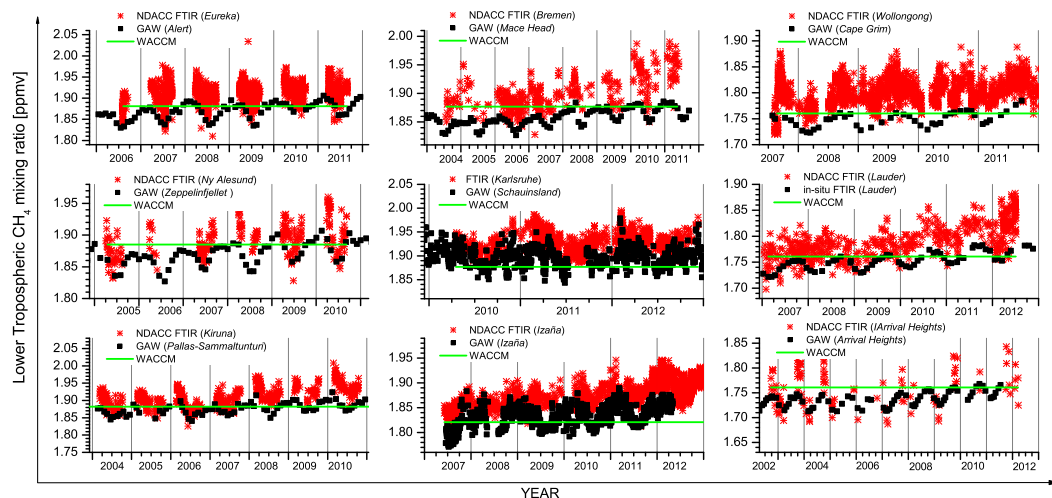 Lower Tropospheric CH4 mixing ratio [ppmv]
NDACC FTIR (Eureka)
GAW (Alert)
WACCM
2.05
2.00
1.95
1.90
1.85
1.80
2006 2007 2008 2009 2010 2011
NDACC FTIR (Bremen)
GAW (Mace Head)
WACCM
2.05
2.00
1.95
1.90
1.85
1.80
2004 2005 2006 2007 2008 2009 2010 2011
NDACC FTIR (Wollongong)
GAW (Cape Grim)
WACCM
1.90
1.85
1.80
1.75
1.70
2007 2008 2009 2010 2011
NDACC FTIR (Ny Alesund)
GAW (Zeppelinfjellet )
WACCM
2.00
1.95
1.90
1.85
1.80
2005 2006 2007 2008 2009 2010
FTIR (Karlsruhe)
GAW (Schauinsland)
WACCM
2.05
2.00
1.95
1.90
1.85
2010 2011 2012
NDACC FTIR (Lauder)
in-situ FTIR (Lauder)
WACCM
1.90
1.85
1.80
1.75
1.70
2007 2008 2009 2010 2011 2012
NDACC FTIR (Kiruna)
GAW (Pallas-Sammaltunturi)
WACCM
2.05
2.00
1.95
1.90
1.85
1.80
1.75
2004 2005 2006 2007 2008 2009 2010
NDACC FTIR (Izaña)
GAW (Izaña)
WACCM
1.95
1.90
1.85
1.80
2007 2008 2009 2010 2011 2012
NDACC FTIR (IArrival Heights)
GAW (Arrival Heights)
WACCM
1.85
1.80
1.75
1.70
1.65
2002 2003 2004 2005 2006 2007 2008 2009 2010 2011 2012
YEAR